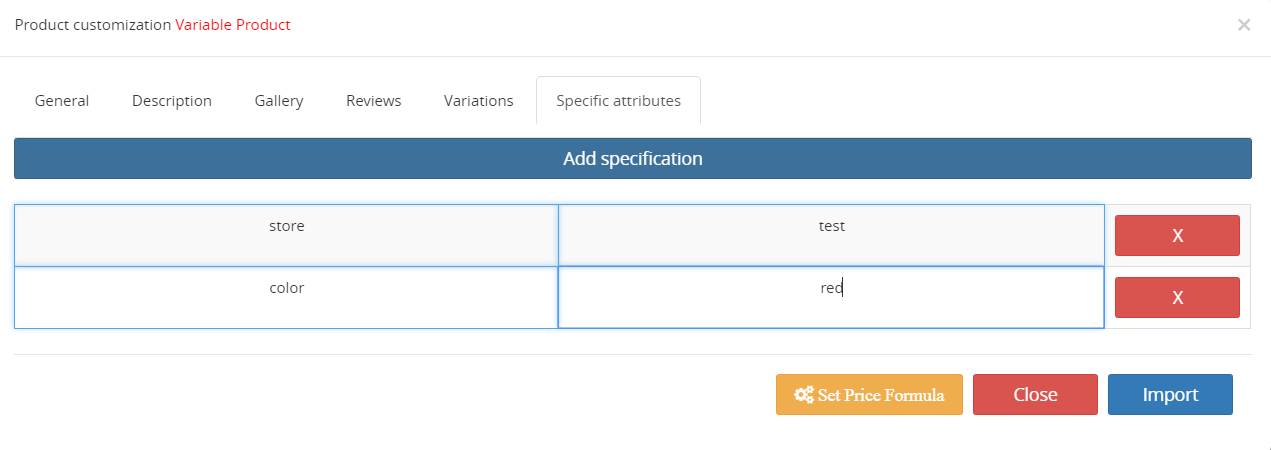 Product customization Variable Product ×
General Description Gallery Reviews Variations Specific attributes
Add specification
store test X
color red X
Set Price Formula Close Import